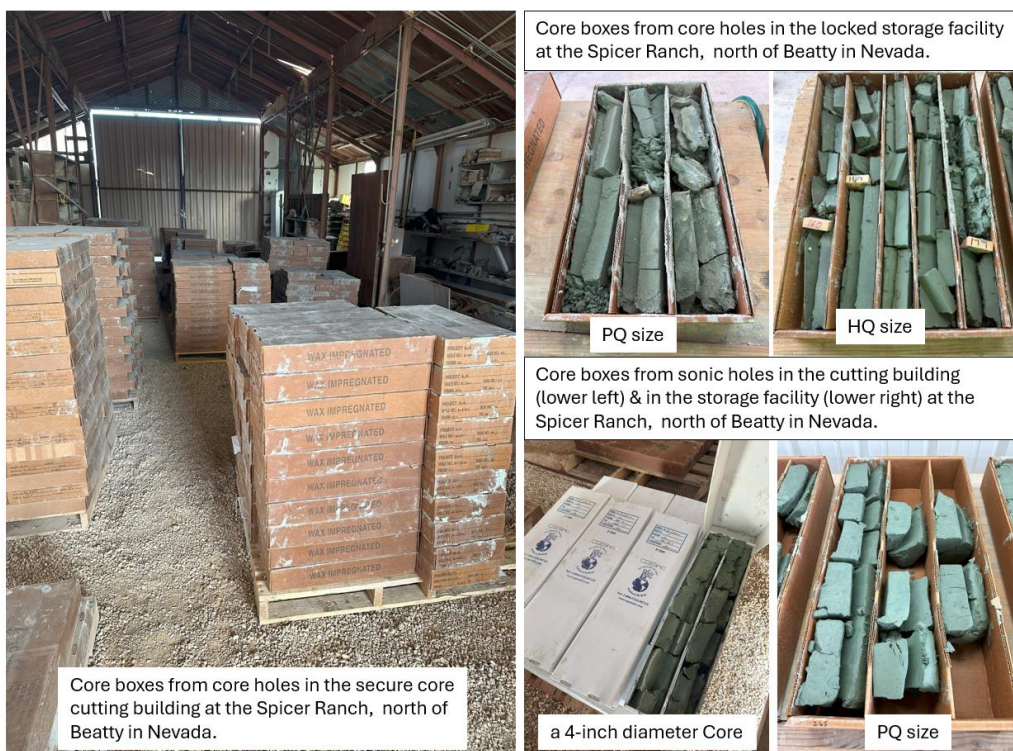 Core boxes from core holes in the locked storage facility
at the Spicer Ranch, north of Beatty in Nevada.
PQ size
HQ size
WAX IMPREGNATED
WAX IMPREGNATED
WAX IMPREGNATED
WAX IMPREGNATED
WAX IMPREGNATED
WAX IMPREGNATED
WAX IMPREGNATED
WAX IMPREGNATED
WAX IMPREGNATED
Core boxes from sonic holes in the cutting building
(lower left) & in the storage facility (lower right) at the
Spicer Ranch, north of Beatty in Nevada.
Core boxes from core holes in the secure core
cutting building at the Spicer Ranch, north of
Beatty in Nevada.
a 4-inch diameter Core
PQ size